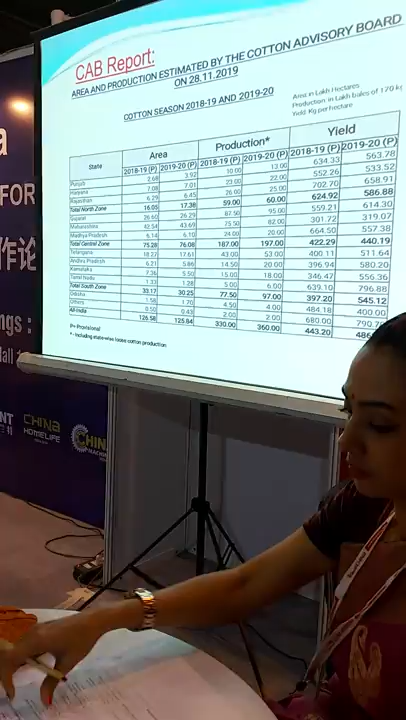 CAB Report:
AREA AND PRODUCTION ESTIMATED BY THE COTTON ADVISORY BOARD
ON 28.11.2019
COTTON SEASON 2018-19 AND 2019-20
Area: in Lakh Hectares
Production: in Lakh bales of 170 kg
Yield: Kg per hectare
State Area Production* Yield
2018-19 (P) 2019-20 (P) 2018-19 (P) 2019-20 (P) 2018-19 (P) 2019-20 (P)
Punjab 2.68 3.92 10.00 13.00 634.33 563.78
Haryana 7.08 7.01 23.00 22.00 552.26 533.52
Rajasthan 6.29 6.45 26.00 25.00 702.70 658.91
Total North Zone 16.05 17.38 59.00 60.00 624.92 586.88
Gujarat 26.60 26.29 87.50 95.00 559.21 614.30
Maharashtra 42.54 43.69 75.50 82.00 301.72 319.07
Madhya Pradesh 6.14 6.10 24.00 20.00 664.50 557.38
Total Central Zone 75.28 76.08 187.00 197.00 422.29 440.19
Telangana 18.27 17.61 43.00 53.00 400.11 511.64
Andhra Pradesh 6.21 5.86 14.50 20.00 396.94 580.20
Karnataka 7.36 5.50 15.00 18.00 346.47 556.36
Tamil Nadu 1.33 1.28 5.00 6.00 639.10 796.88
Total South Zone 33.17 30.25 77.50 97.00 397.20 545.12
Odisha 1.58 1.70 4.50 4.00 484.18 400.00
Others 0.50 0.43 2.00 2.00 680.00 790.70
All-India 126.58 125.84 330.00 360.00 443.20 486
P= Provisional
* - Including state-wise loose cotton production
a
FOR
作论
ngs :
Hall
NT
CHINA
HOMELIFE
CHIN
MACHIN